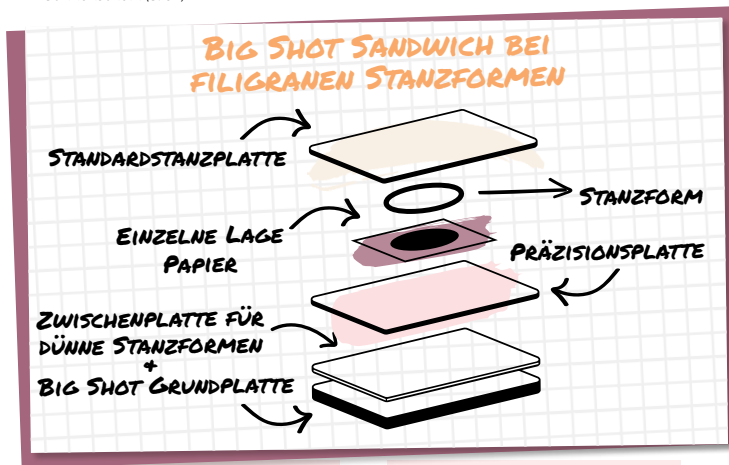 Big Shot Sandwich bei
filigranen Stanzformen
Standardstanzplatte
Stanzform
Einzelne Lage
Papier
Präzisionsplatte
Zwischenplatte für
dünne Stanzformen
+
Big Shot Grundplatte